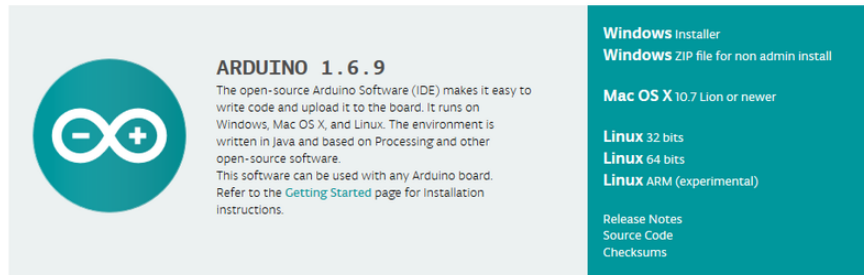 ARDUINO 1.6.9
The open-source Arduino Software (IDE) makes it easy to
write code and upload it to the board. It runs on
Windows, Mac OS X, and Linux. The environment is
written in Java and based on Processing and other
open-source software.
This software can be used with any Arduino board.
Refer to the Getting Started page for Installation
instructions.
Windows Installer
Windows ZIP file for non admin install
Mac OS X 10.7 Lion or newer
Linux 32 bits
Linux 64 bits
Linux ARM (experimental)
Release Notes
Source Code
Checksums